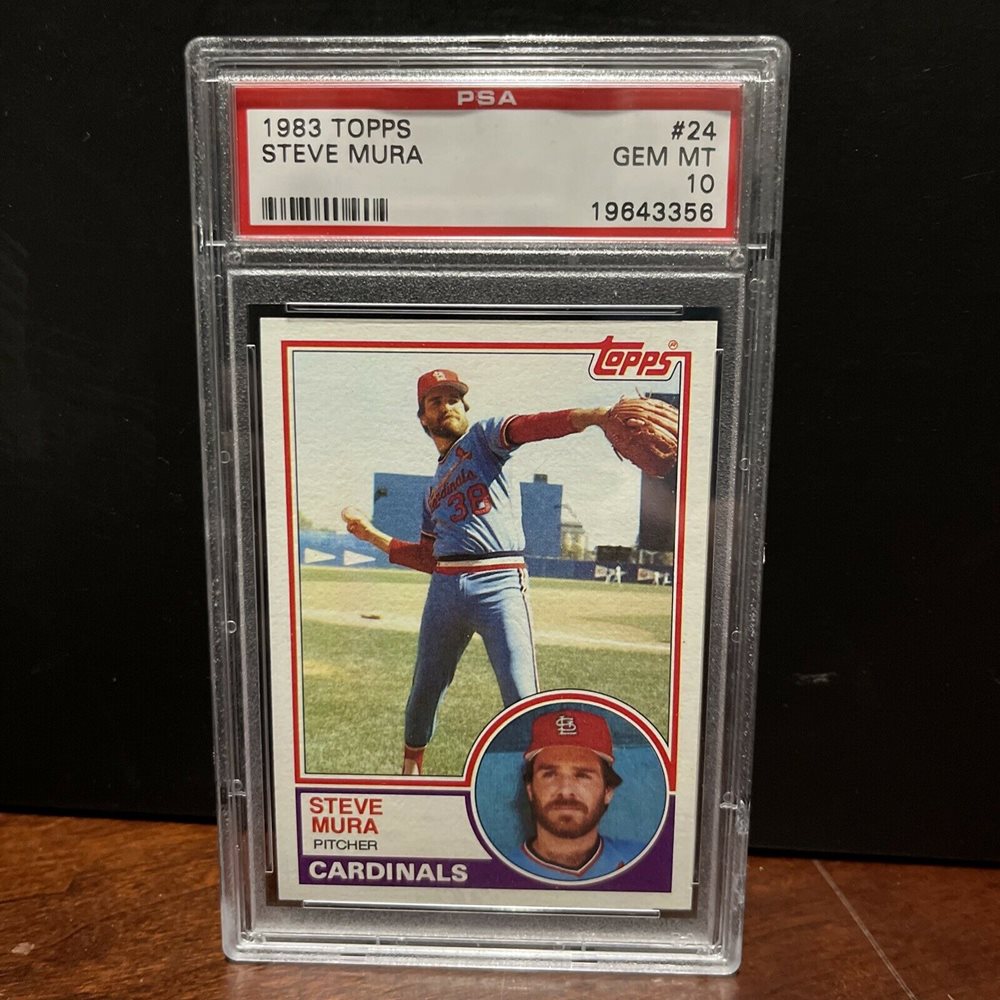 PSA
1983 TOPPS #24
STEVE MURA GEM MT
10
19643356
TOPPS®
Cardinals
38
STEVE
MURA
PITCHER
CARDINALS